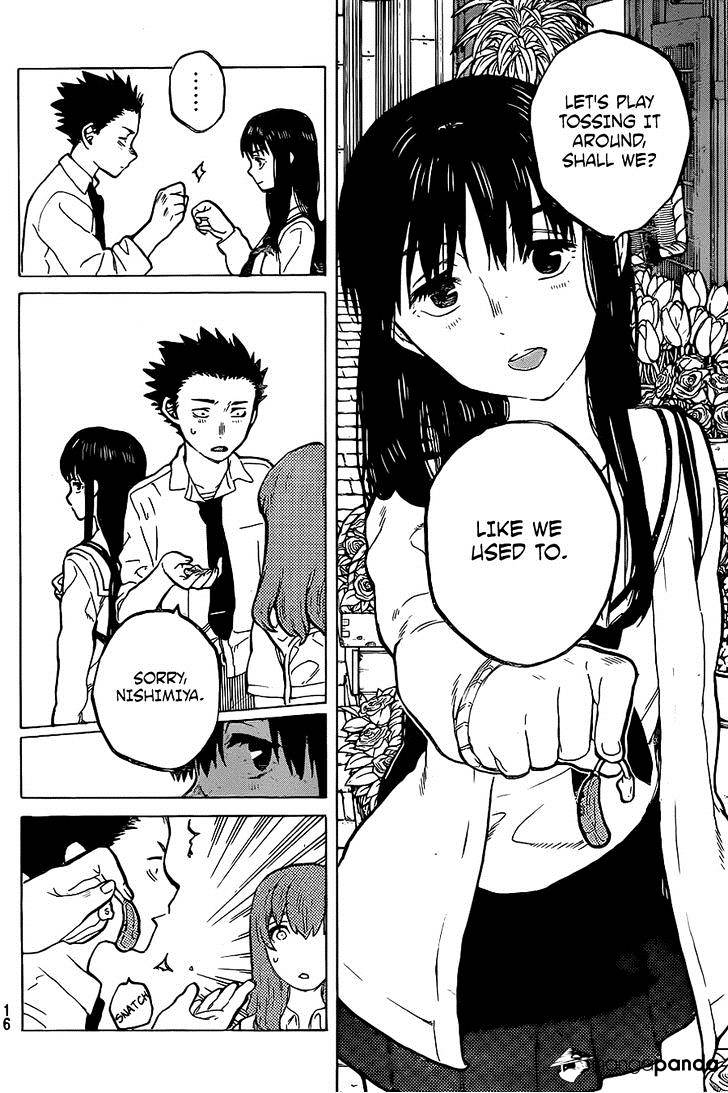 LET'S PLAY
TOSSING IT
AROUND,
SHALL WE?
LIKE WE
USED TO.
.....
SORRY,
NISHIMIYA.
SNATCH
16
mangapanda